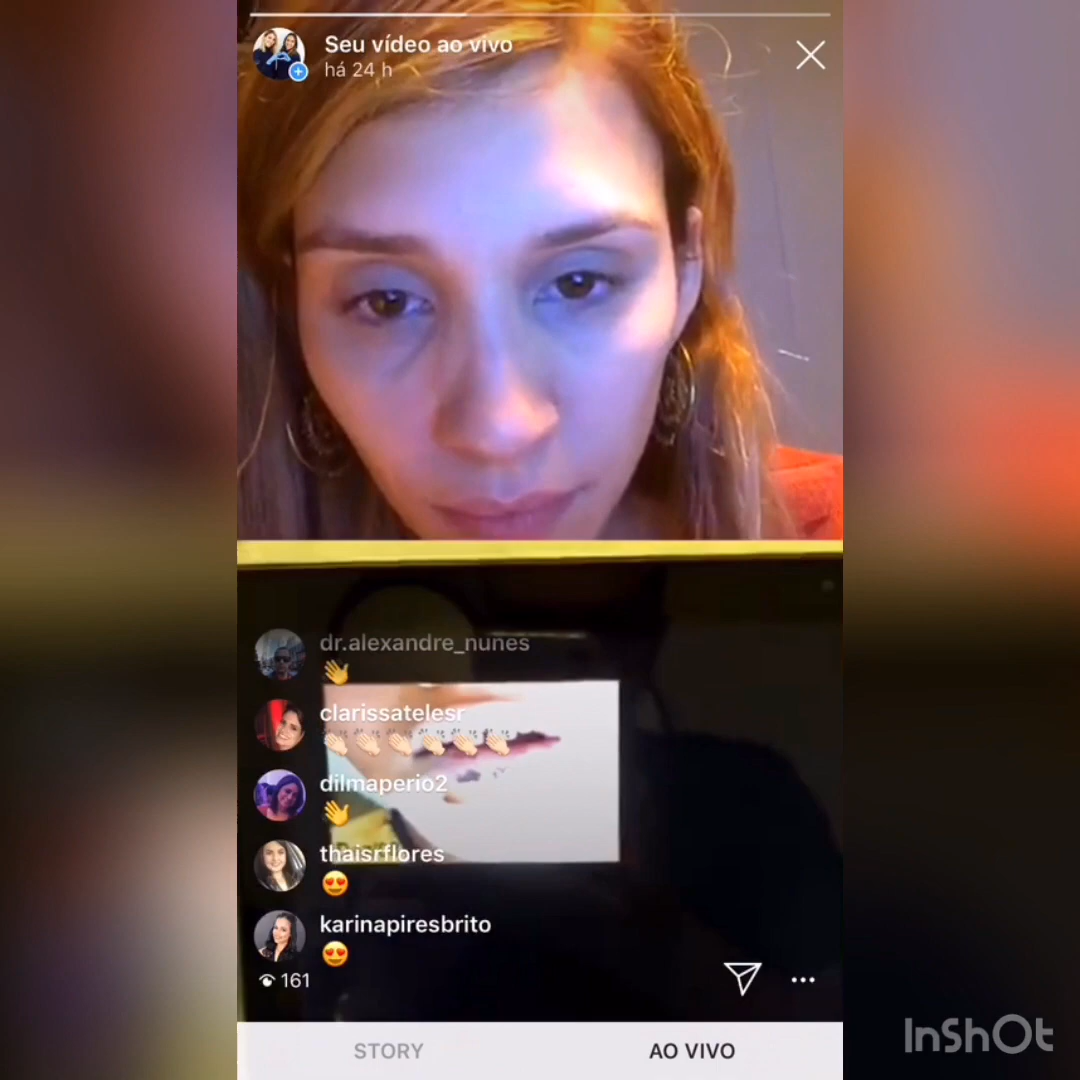 Seu vídeo ao vivo
há 24 h
dr.alexandre_nunes
clarissatelesr
dilmaperio2
thaisrflores
karinapiresbrito
161
STORY
AO VIVO
InShOt